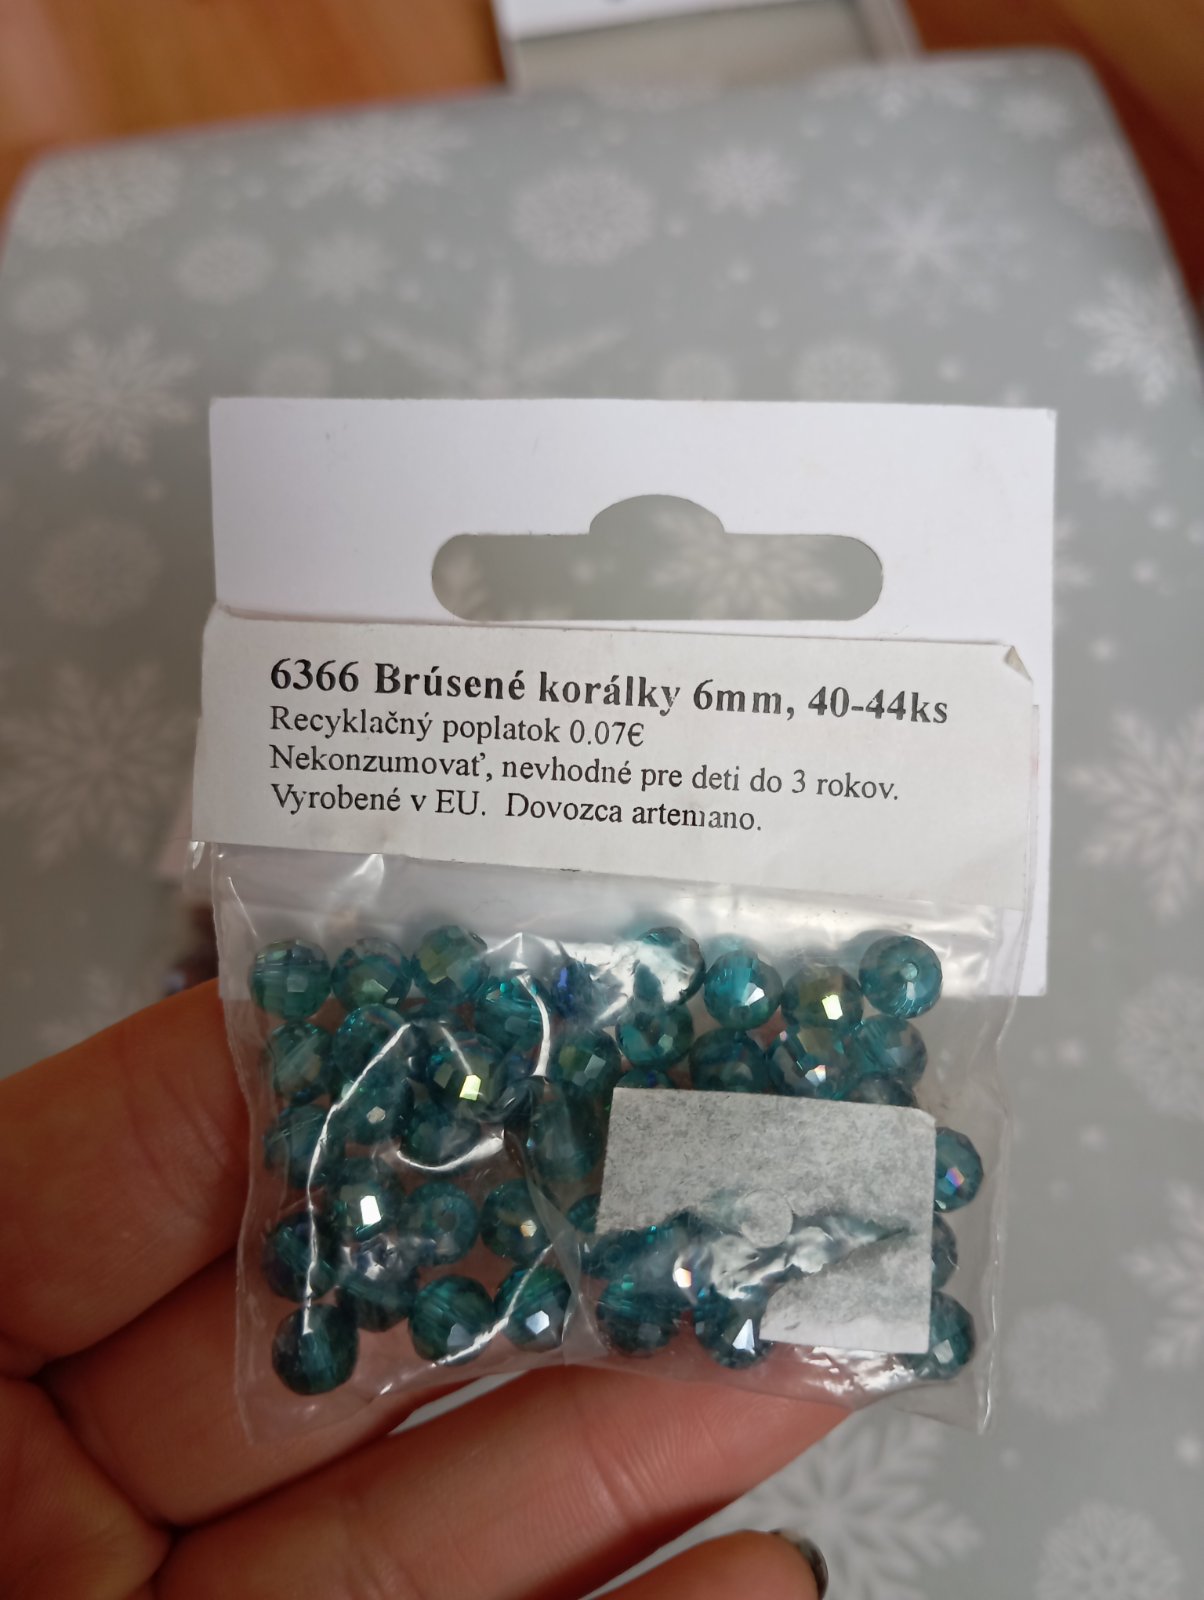 6366 Brúsené korálky 6mm, 40-44ks
Recyklačný poplatok 0.07€
Nekonzumovať, nevhodné pre deti do 3 rokov.
Vyrobené v EU.  Dovozca artemano.